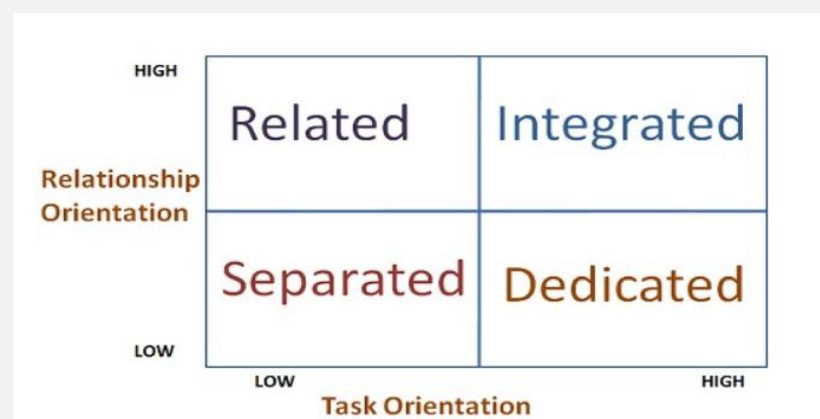 HIGH
Related
Integrated
Relationship
Orientation
Separated
Dedicated
LOW
LOW
HIGH
Task Orientation